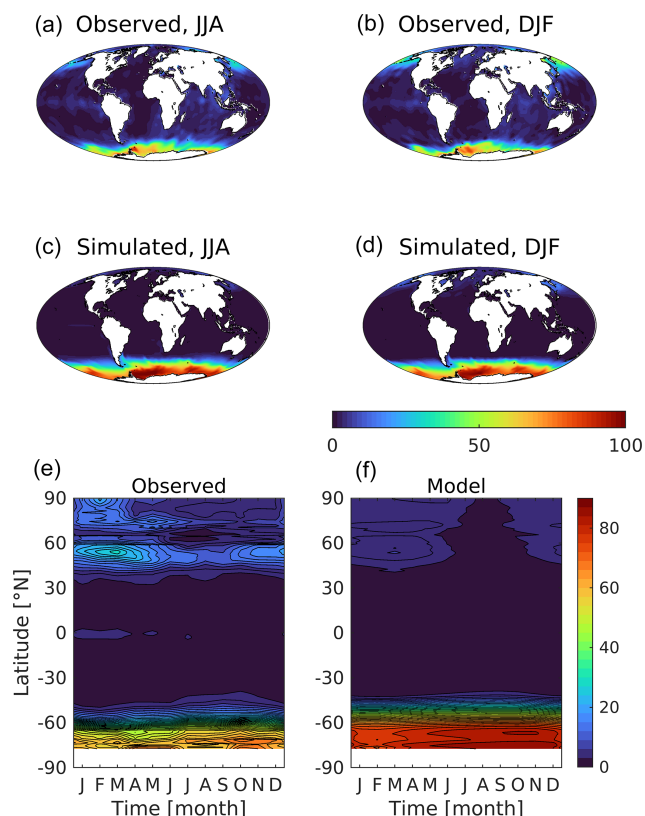 (a) Observed, JJA
(b) Observed, DJF
(c) Simulated, JJA
(d) Simulated, DJF
0 50 100
(e) Observed
(f) Model
Latitude [°N]
90
60
30
0
-30
-60
-90
J F M A M J J A S O N D
Time [month]
90
60
30
0
-30
-60
-90
J F M A M J J A S O N D
Time [month]
80
60
40
20
0